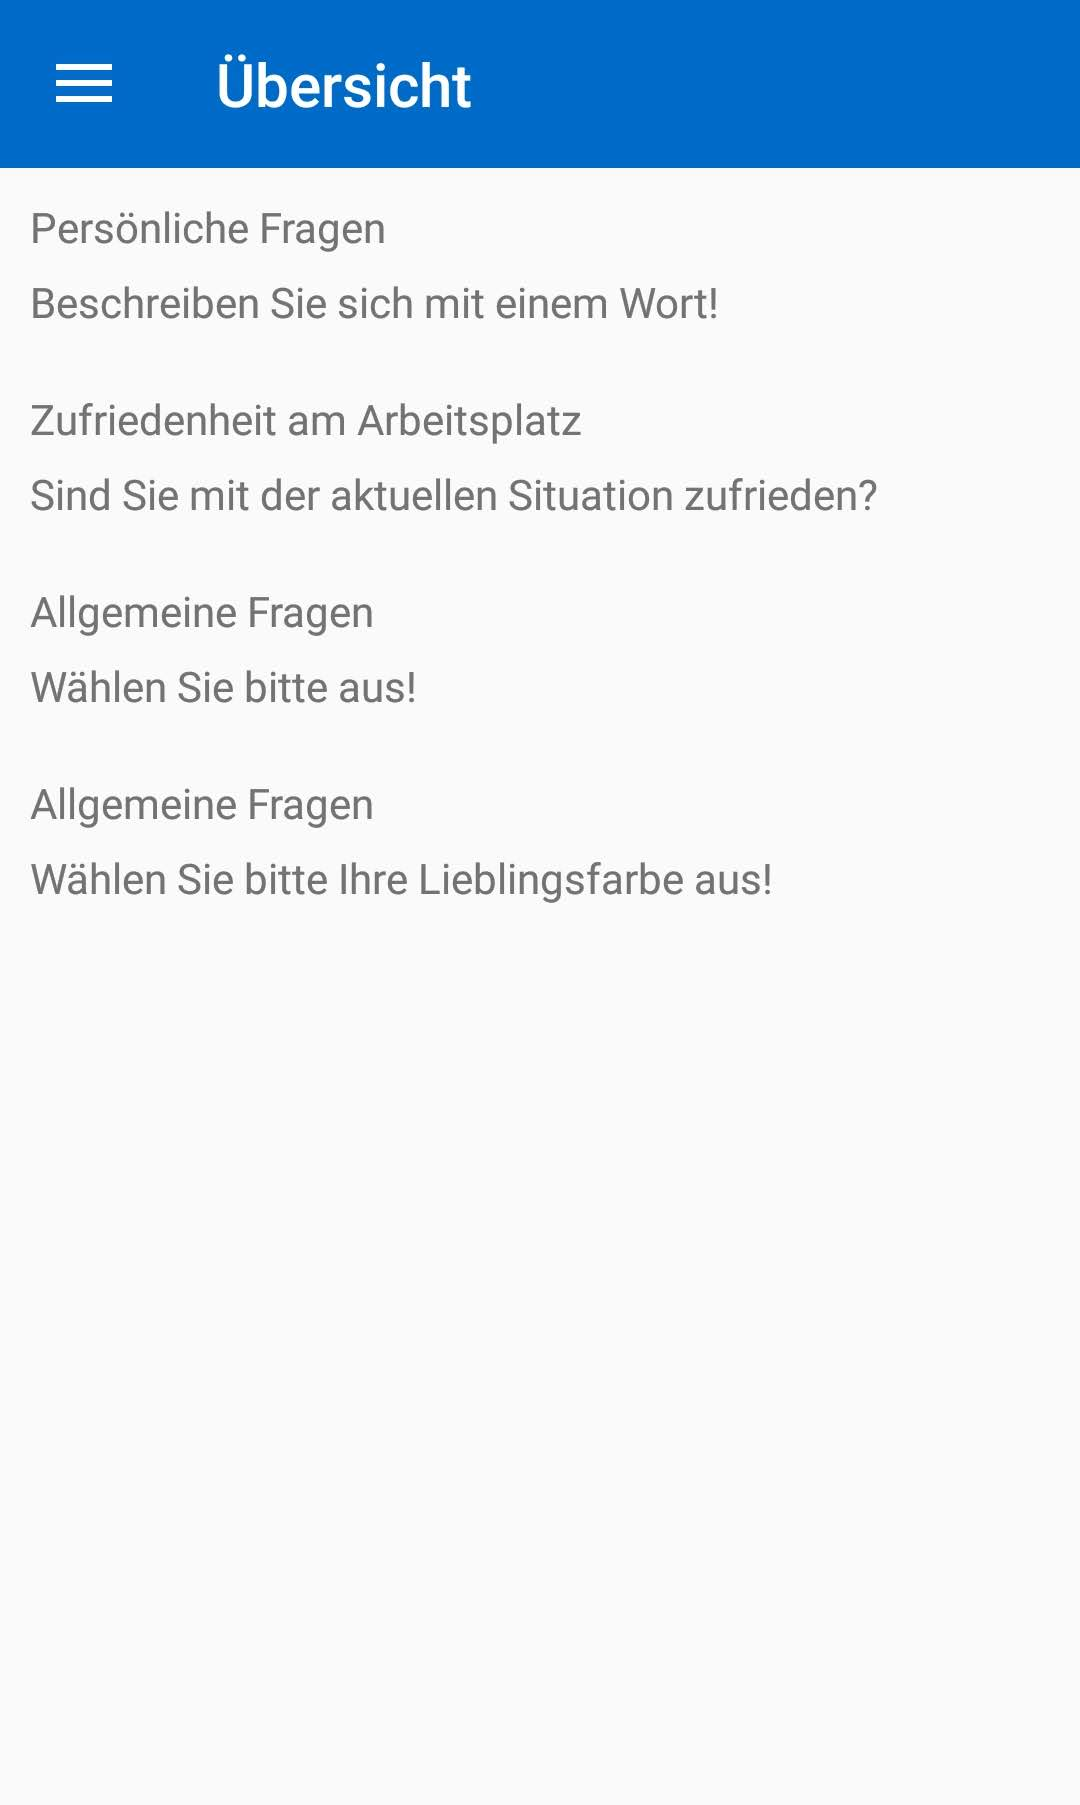 Übersicht
Persönliche Fragen
Beschreiben Sie sich mit einem Wort!
Zufriedenheit am Arbeitsplatz
Sind Sie mit der aktuellen Situation zufrieden?
Allgemeine Fragen
Wählen Sie bitte aus!
Allgemeine Fragen
Wählen Sie bitte Ihre Lieblingsfarbe aus!